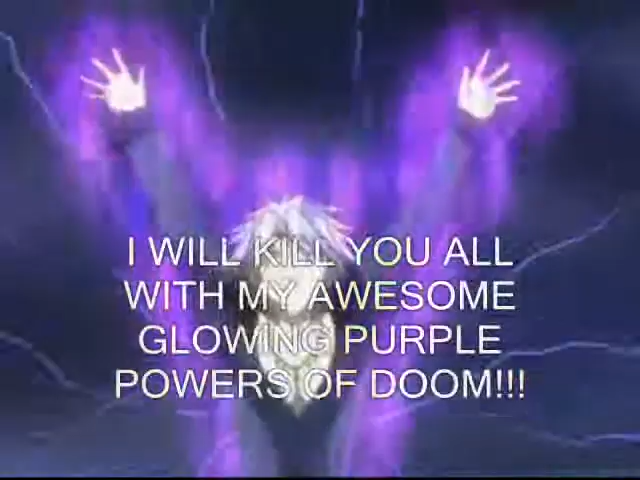 I WILL KILL YOU ALL
WITH MY AWESOME
GLOWING PURPLE
POWERS OF DOOM!!!